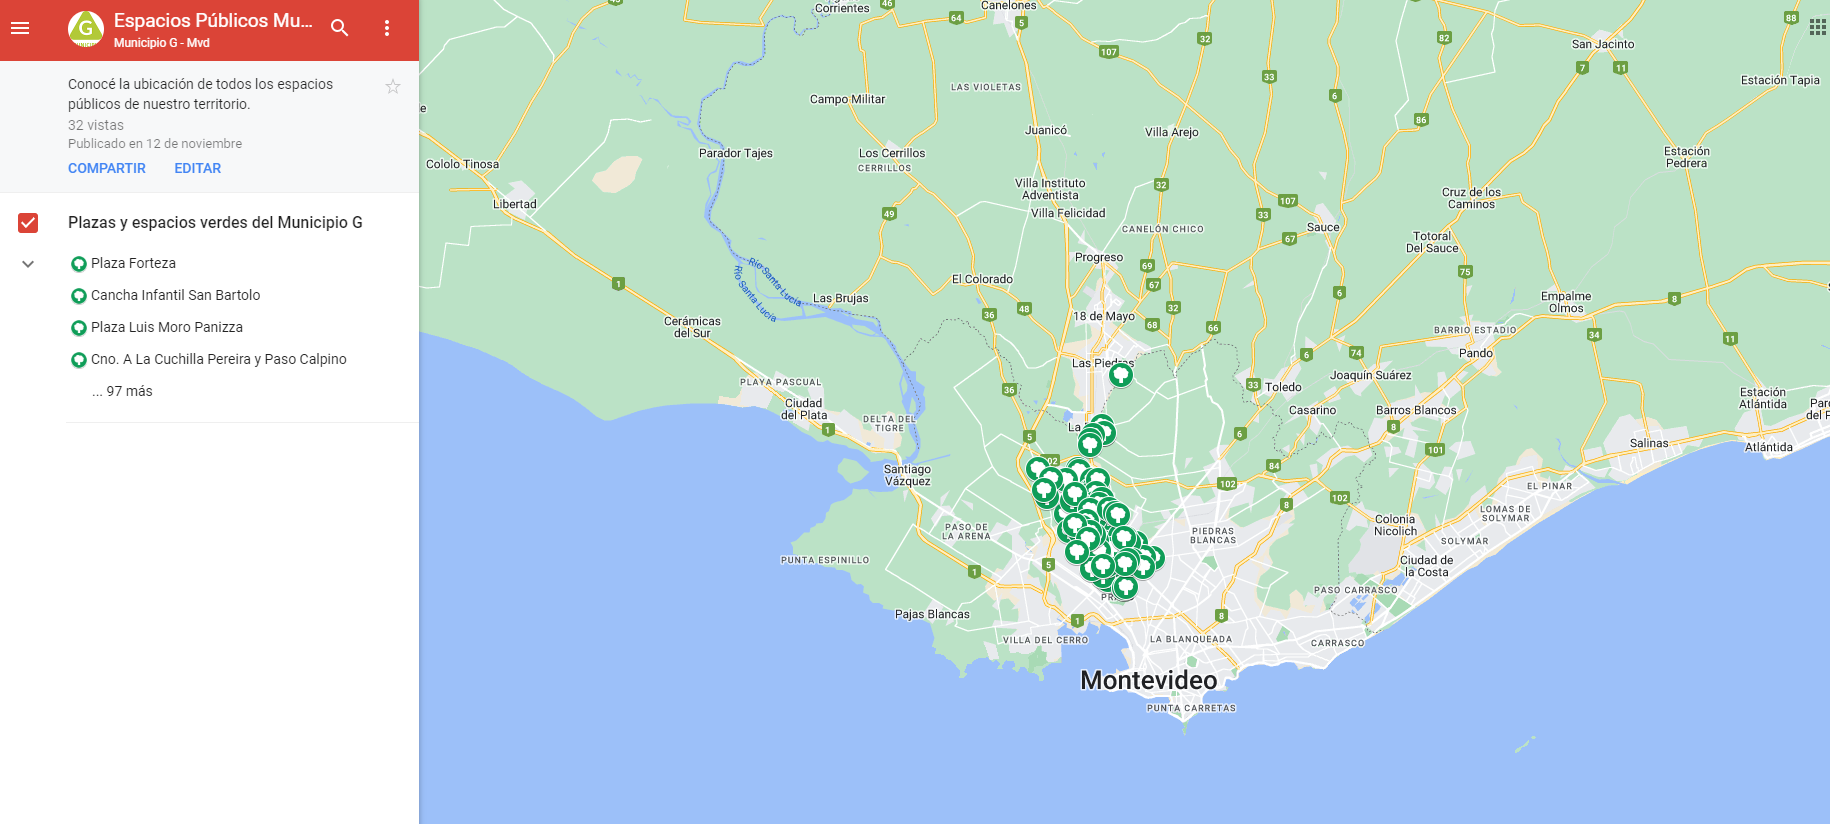 Espacios Públicos Mu...
Municipio G - Mvd
Conocé la ubicación de todos los espacios
públicos de nuestro territorio.
32 vistas
Publicado en 12 de noviembre
COMPARTIR EDITAR
Plazas y espacios verdes del Municipio G
Plaza Forteza
Cancha Infantil San Bartolo
Plaza Luis Moro Panizza
Cno. A La Cuchilla Pereira y Paso Calpino
... 97 más
Corrientes
Canelones
San Jacinto
Estación Tapia
LAS VIOLETAS
Campo Militar
Juanicó
Villa Arejo
Cololo Tinosa
Parador Tajes
Los Cerrillos
CERRILLOS
Estación
Pedrera
Libertad
Villa Instituto
Adventista
Villa Felicidad
Cruz de los
Caminos
CANELÓN CHICO
Sauce
Totoral
Del Sauce
Progreso
Río Santa Lucía
Río Santa Lucía
El Colorado
Las Brujas
Empalme
Olmos
Cerámicas
del Sur
18 de Mayo
BARRIO ESTADIO
Pando
Las Piedras
Joaquín Suárez
Toledo
PLAYA PASCUAL
Ciudad
del Plata
DELTA DEL
TIGRE
Casarino
Barros Blancos
Estación
Atlántida
Salinas
Atlántida
Santiago
Vázquez
EL PINAR
LOMAS DE
SOLYMAR
Colonia
Nicolich
PASO DE
LA ARENA
PIEDRAS
BLANCAS
SOLYMAR
PUNTA ESPINILLO
Ciudad de
la Costa
PASO CARRASCO
Pajas Blancas
VILLA DEL CERRO
LA BLANQUEADA
CARRASCO
Montevideo
PUNTA CARRETAS